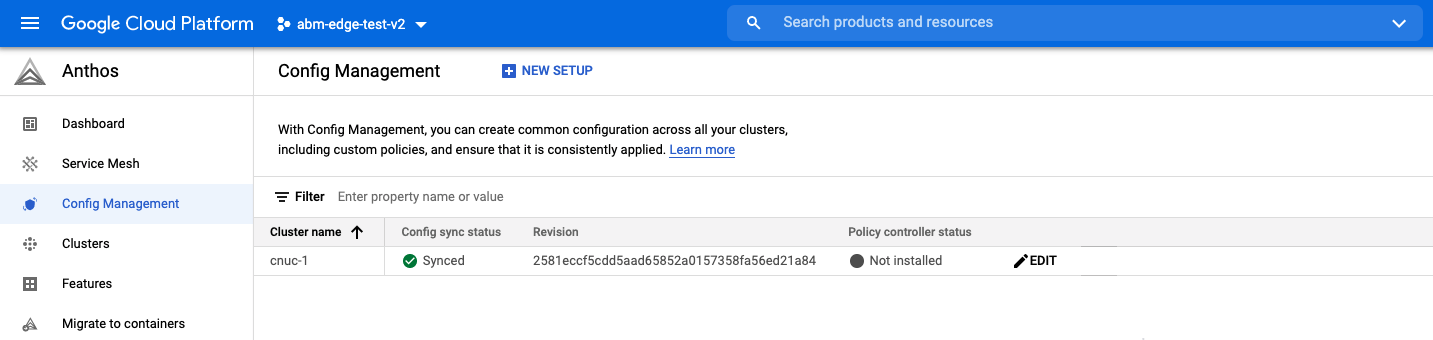 Google Cloud Platform abm-edge-test-v2 Search products and resources
Anthos
Config Management NEW SETUP
Dashboard
Service Mesh
Config Management
Clusters
Features
Migrate to containers
With Config Management, you can create common configuration across all your clusters,
including custom policies, and ensure that it is consistently applied. Learn more
Filter Enter property name or value
Cluster name Config sync status Revision Policy controller status
cnuc-1 Synced 2581eccf5cdd5aad65852a0157358fa56ed21a84 Not installed EDIT